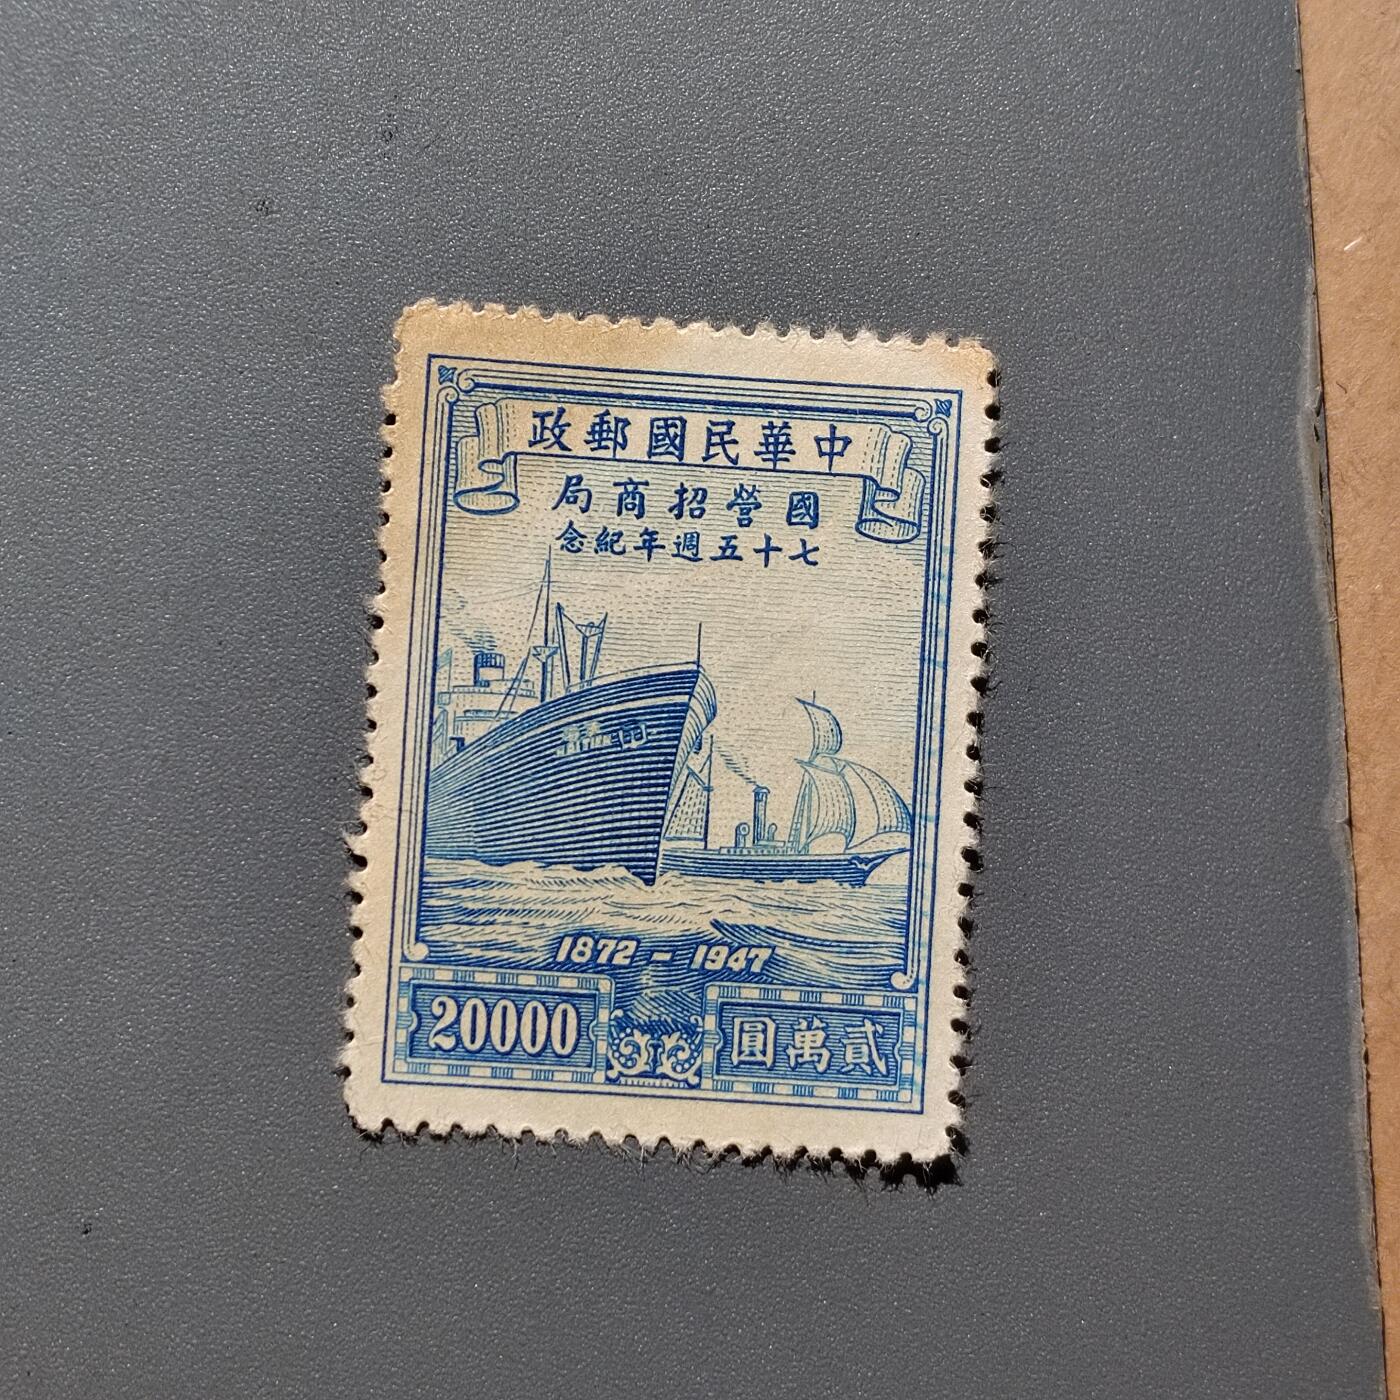 中華民國郵政
國營招商局
七十五週年紀念
1872 - 1947
20000
貳萬圓